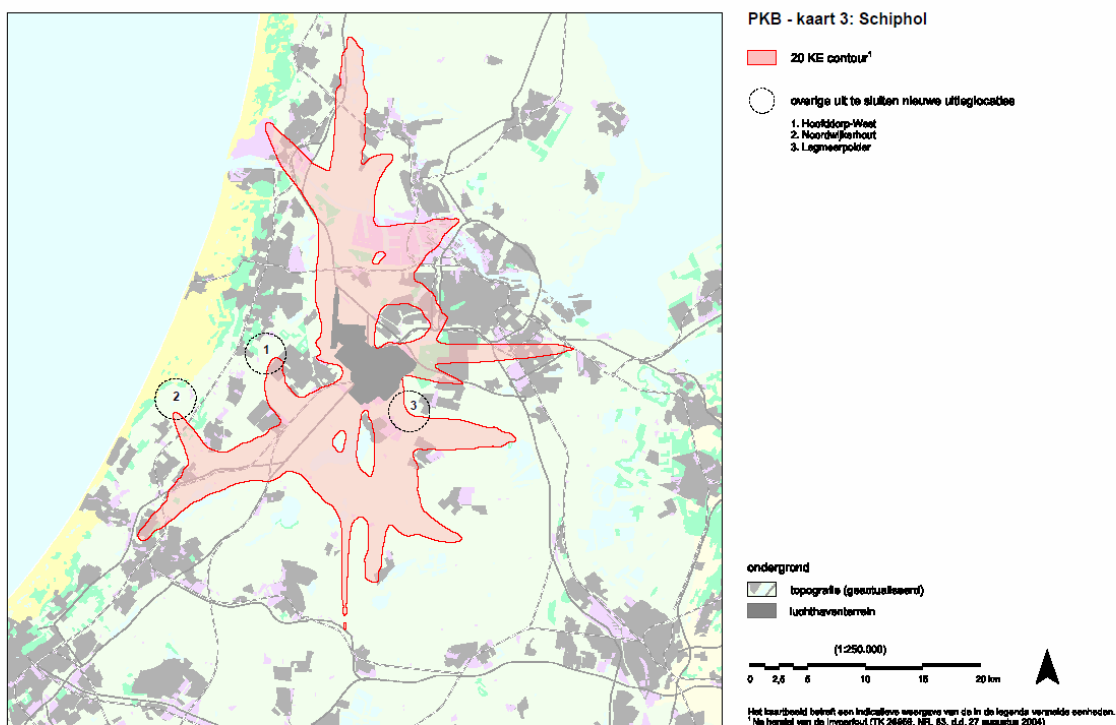 PKB - kaart 3: Schiphol
20 KE contour¹
overige uit te sluiten nieuwe uitleglocaties
1. Hoofddorp-West
2. Noordwijkerhout
3. Legmeerpolder
1
2
3
ondergrond
topografie (geactualiseerd)
luchthaventerrein
(1:250.000)
0 2,5 5 10 15 20 km
Het kaartbeeld betreft een indicatieve weergave van de in de legenda vermelde eenheden.
¹ Na herstel van de invoerfout (TK 26959, NR. 83, d.d. 27 augustus 2004)